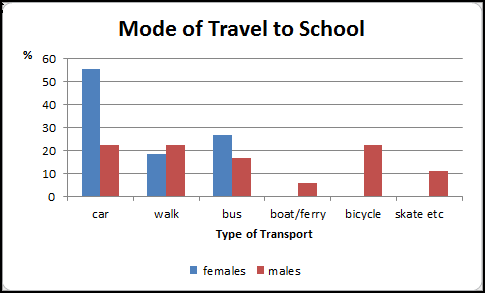 Mode of Travel to School
%
60
50
40
30
20
10
0
car walk bus boat/ferry bicycle skate etc
Type of Transport
females males